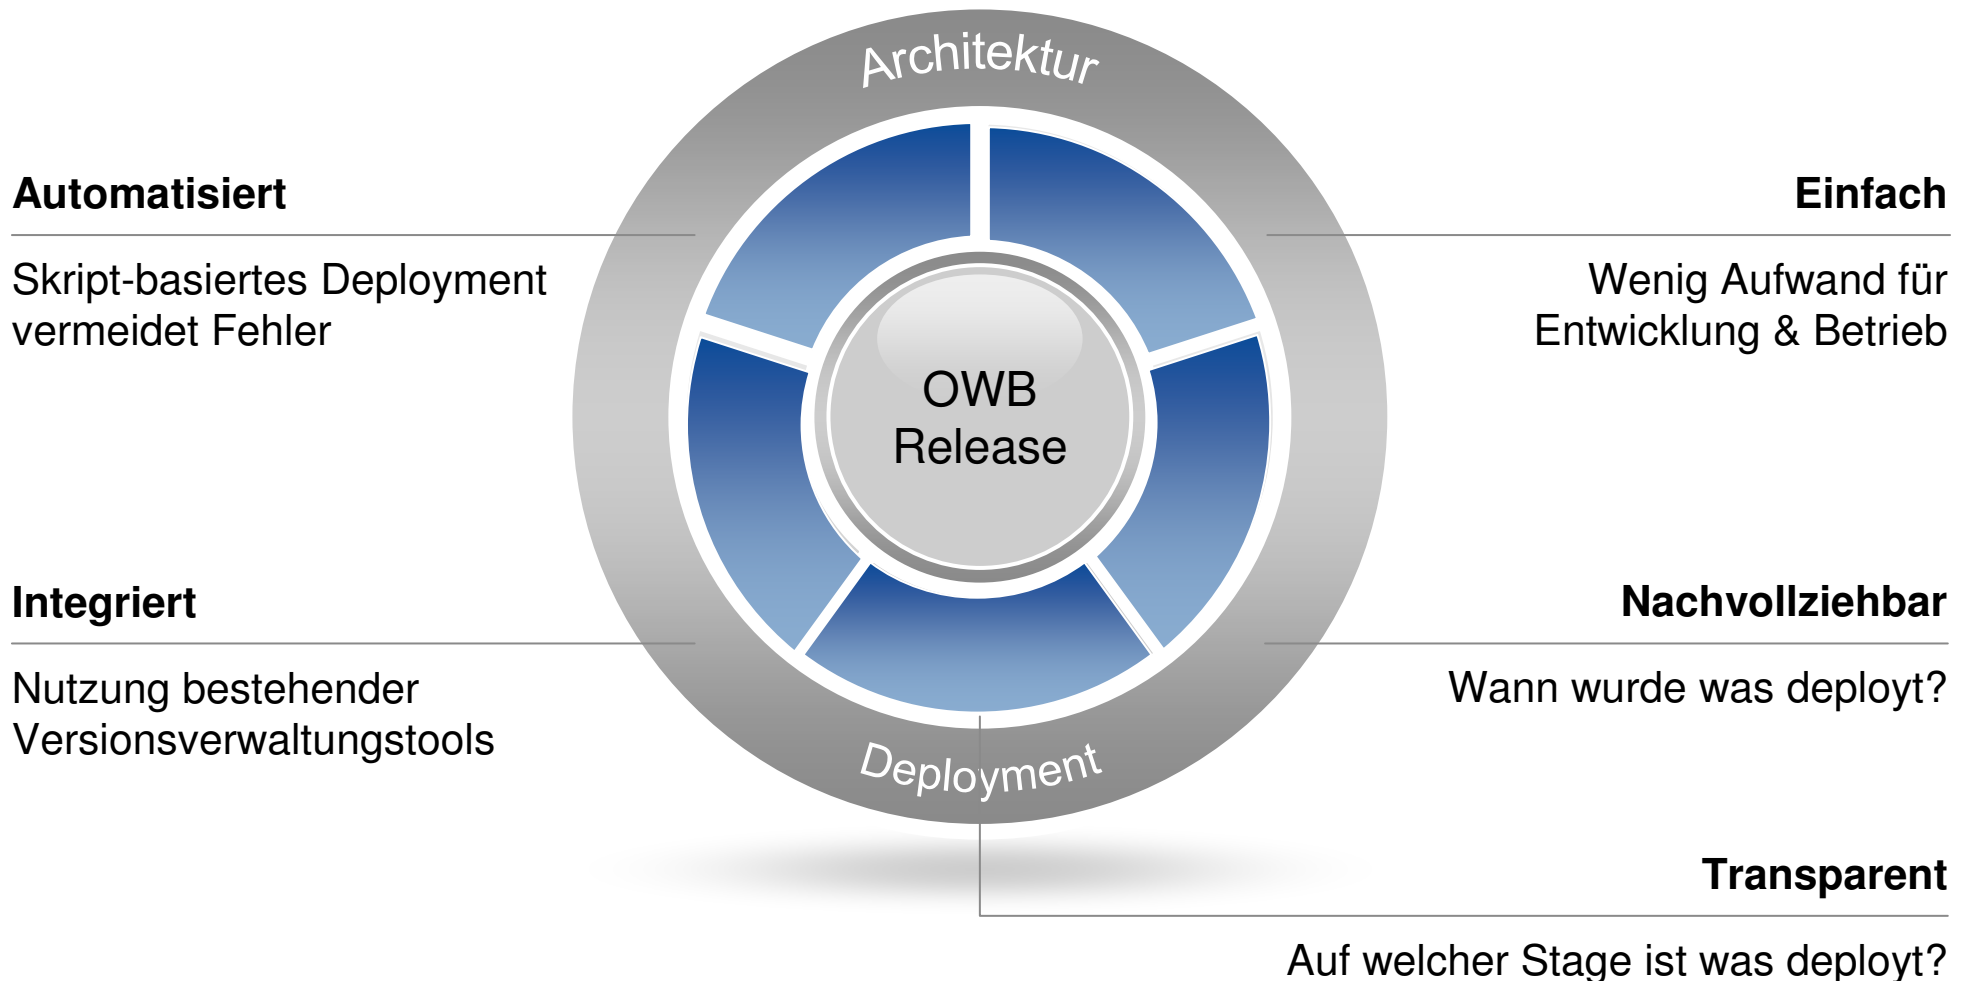 Architektur
Automatisiert
Skript-basiertes Deployment
vermeidet Fehler
Einfach
Wenig Aufwand für
Entwicklung & Betrieb
OWB
Release
Integriert
Nutzung bestehender
Versionsverwaltungstools
Nachvollziehbar
Wann wurde was deployt?
Deployment
Transparent
Auf welcher Stage ist was deployt?